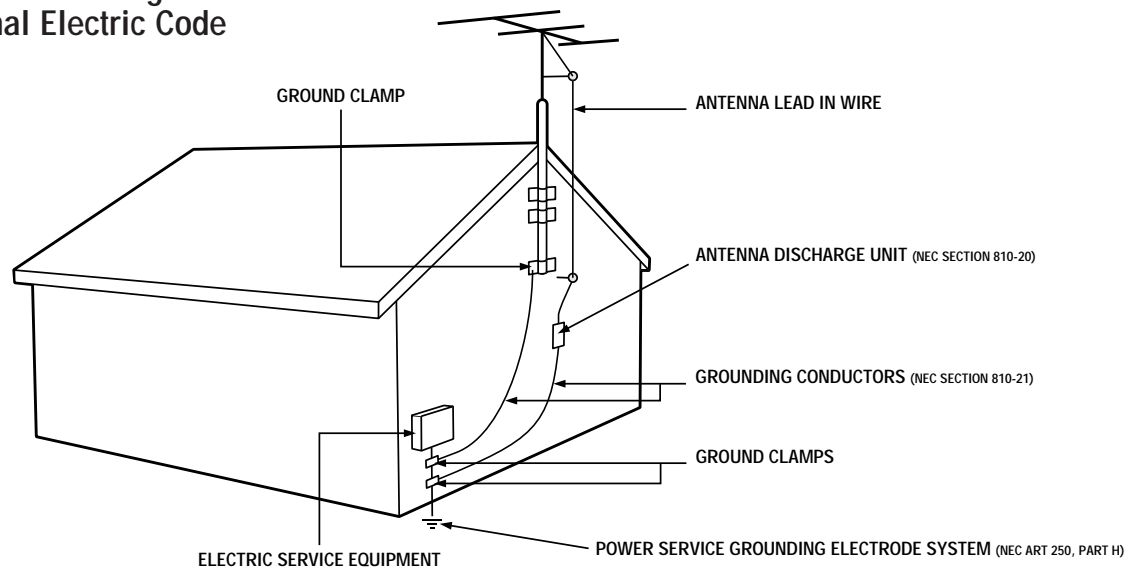 nal Electric Code
GROUND CLAMP
ANTENNA LEAD IN WIRE
ANTENNA DISCHARGE UNIT (NEC SECTION 810-20)
GROUNDING CONDUCTORS (NEC SECTION 810-21)
GROUND CLAMPS
ELECTRIC SERVICE EQUIPMENT
POWER SERVICE GROUNDING ELECTRODE SYSTEM (NEC ART 250, PART H)